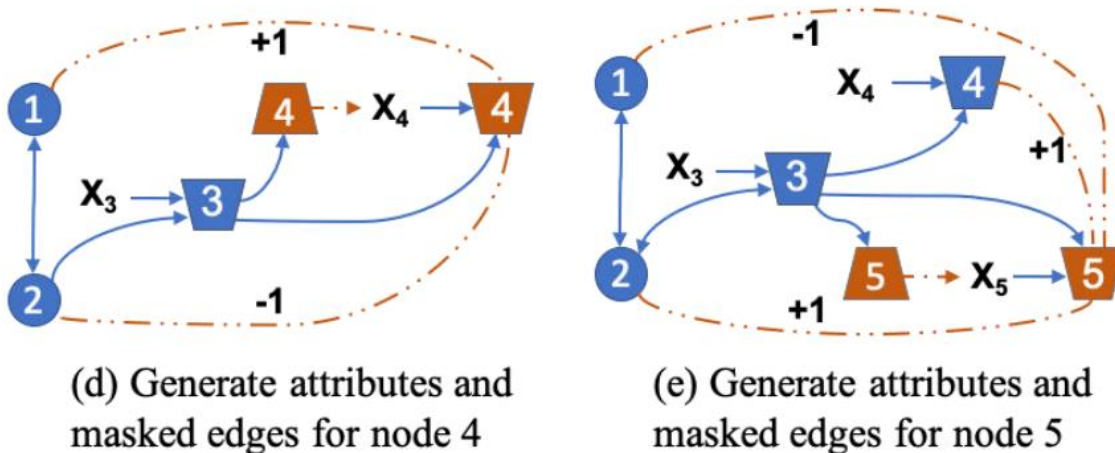 +1
1
4
X₄
4
X₃
3
2
-1
(d) Generate attributes and
masked edges for node 4
-1
1
X₄
4
+1
X₃
3
2
5
X₅
5
+1
(e) Generate attributes and
masked edges for node 5